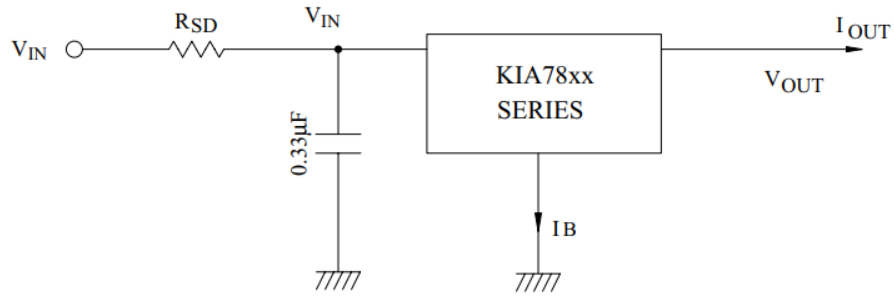 R_SD
V_IN
V_IN
I_OUT
V_OUT
KIA78xx
SERIES
0.33µF
I_B